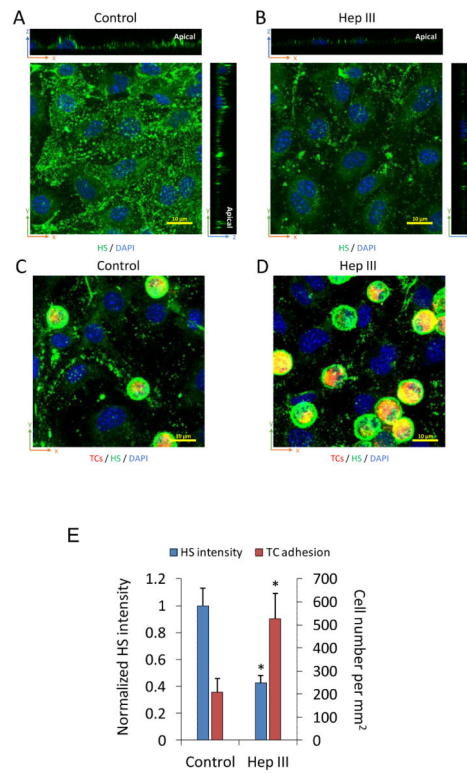 A
Control
B
Hep III
Z
Apical
X
Z
Apical
X
Y
10 µm
X
Apical
Z
Y
10 µm
X
Z
HS / DAPI
HS / DAPI
C
Control
D
Hep III
Y
10 µm
X
Y
10 µm
X
TCs / HS / DAPI
TCs / HS / DAPI
E
HS intensity
TC adhesion
Normalized HS intensity
1.2
1
0.8
0.6
0.4
0.2
0
*
*
700
600
500
400
300
200
100
0
Cell number per mm2
Control
Hep III